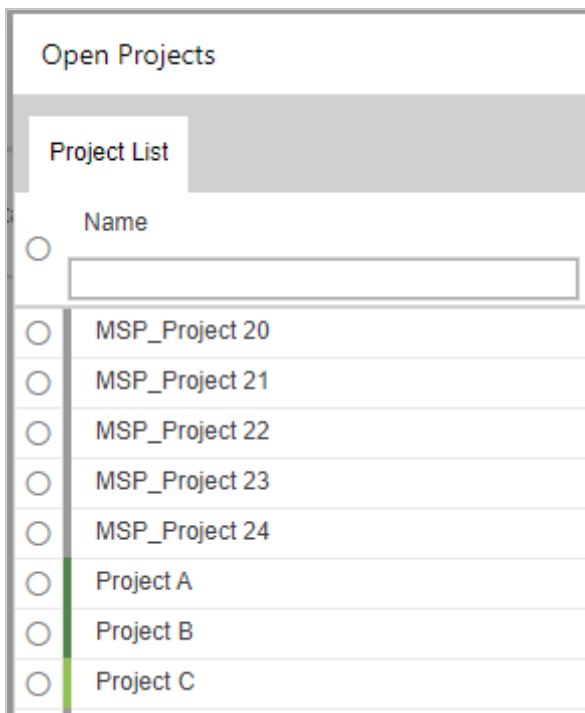 Open Projects
Project List
Name
MSP_Project 20
MSP_Project 21
MSP_Project 22
MSP_Project 23
MSP_Project 24
Project A
Project B
Project C